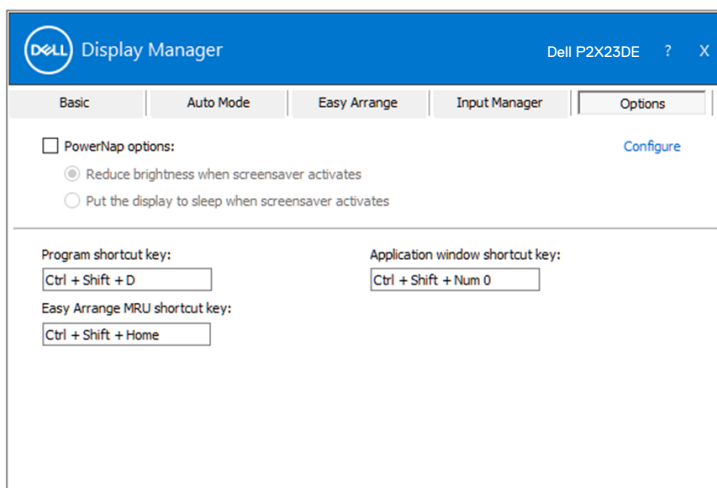 DELL Display Manager Dell P2X23DE ? X
Basic Auto Mode Easy Arrange Input Manager Options
PowerNap options: Configure
Reduce brightness when screensaver activates
Put the display to sleep when screensaver activates
Program shortcut key: Application window shortcut key:
Ctrl + Shift + D Ctrl + Shift + Num 0
Easy Arrange MRU shortcut key:
Ctrl + Shift + Home